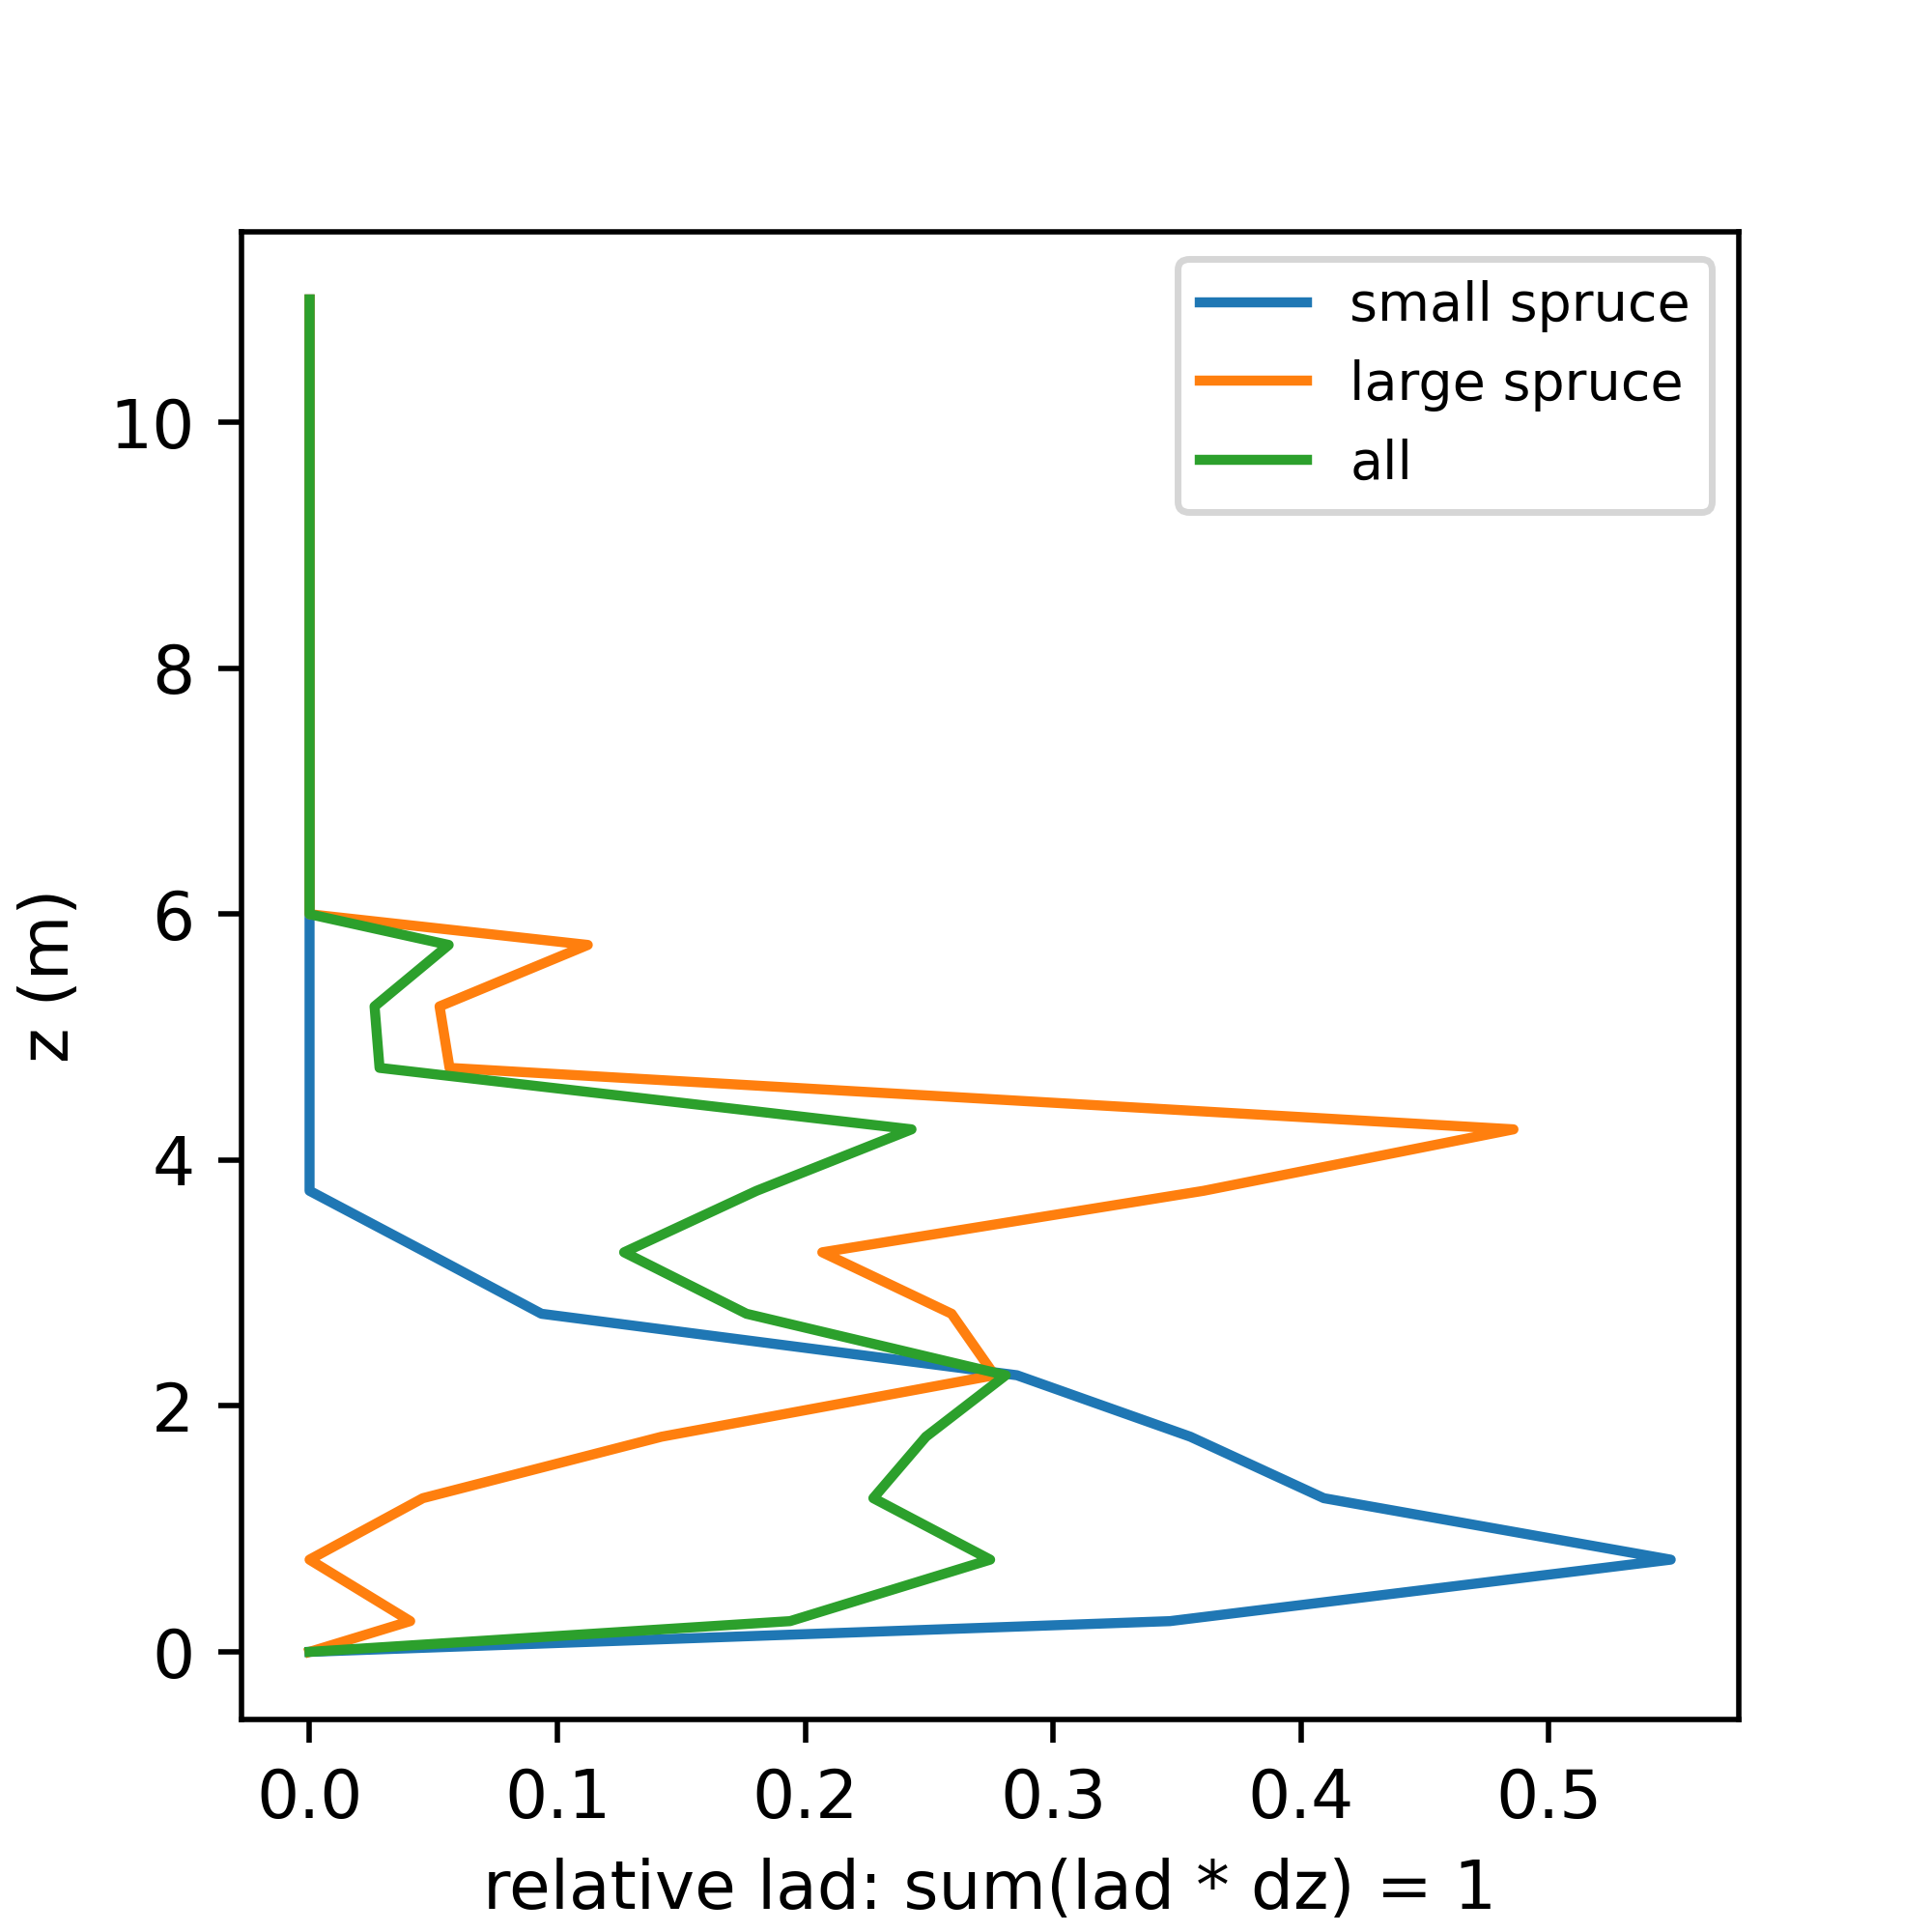 small spruce
large spruce
all
10
8
6
4
2
0
z (m)
0.0 0.1 0.2 0.3 0.4 0.5
relative lad: sum(lad * dz) = 1